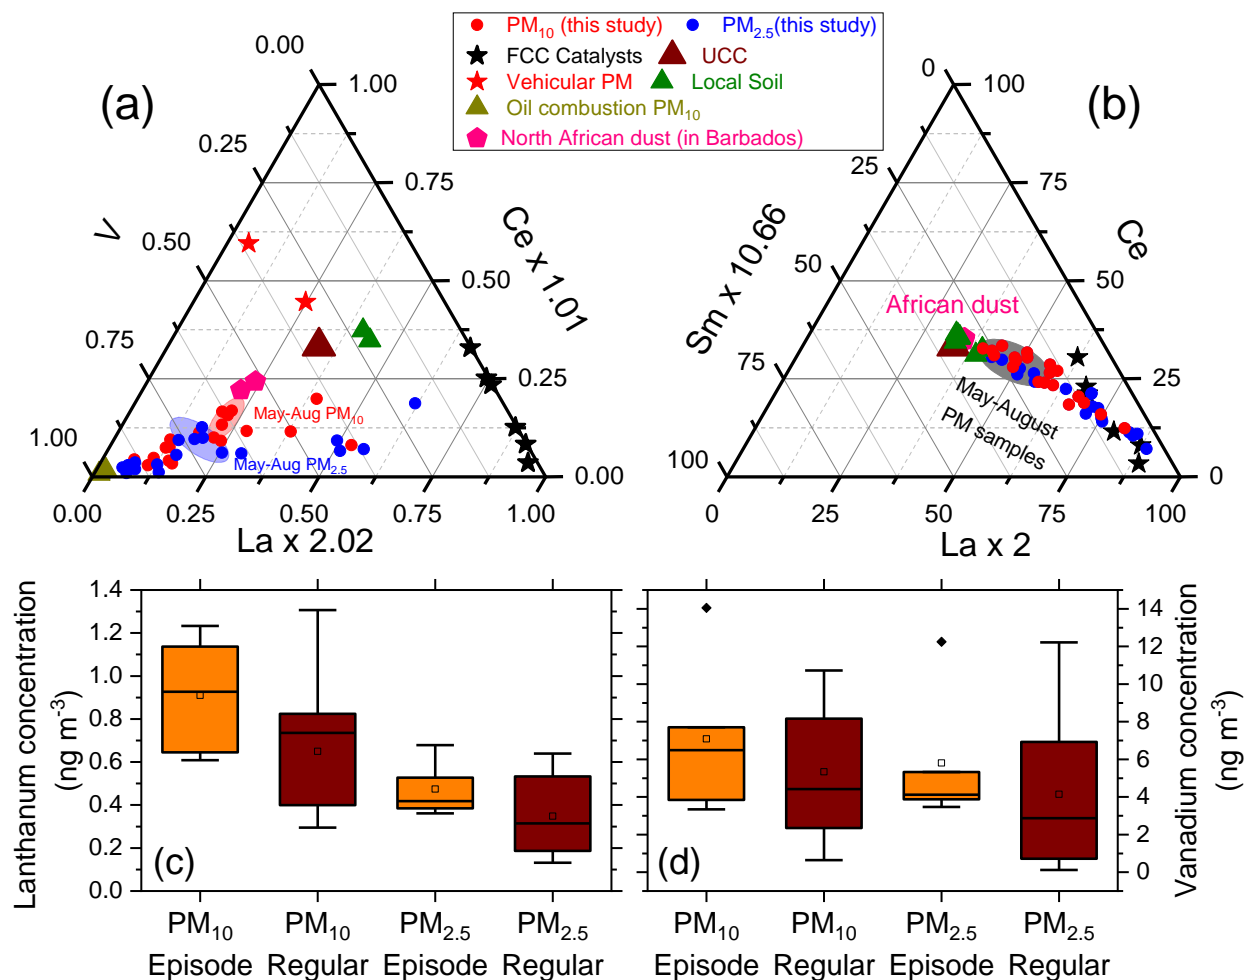 PM10 (this study) PM2.5(this study)
FCC Catalysts UCC
Vehicular PM Local Soil
Oil combustion PM10
North African dust (in Barbados)
(a)
0.00
0.25
0.50
0.75
1.00
V
1.00
0.75
0.50
0.25
0.00
Ce x 1.01
May-Aug PM10
May-Aug PM2.5
0.00 0.25 0.50 0.75 1.00
La x 2.02
(b)
0
25
50
75
100
Sm x 10.66
100
75
50
25
0
Ce
African dust
May-August
PM samples
0 25 50 75 100
La x 2
Lanthanum concentration
(ng m-3)
1.4
1.2
1.0
0.8
0.6
0.4
0.2
0.0
(c)
PM10 PM10 PM2.5 PM2.5
Episode Regular Episode Regular
(d)
14
12
10
8
6
4
2
0
Vanadium concentration
(ng m-3)
PM10 PM10 PM2.5 PM2.5
Episode Regular Episode Regular